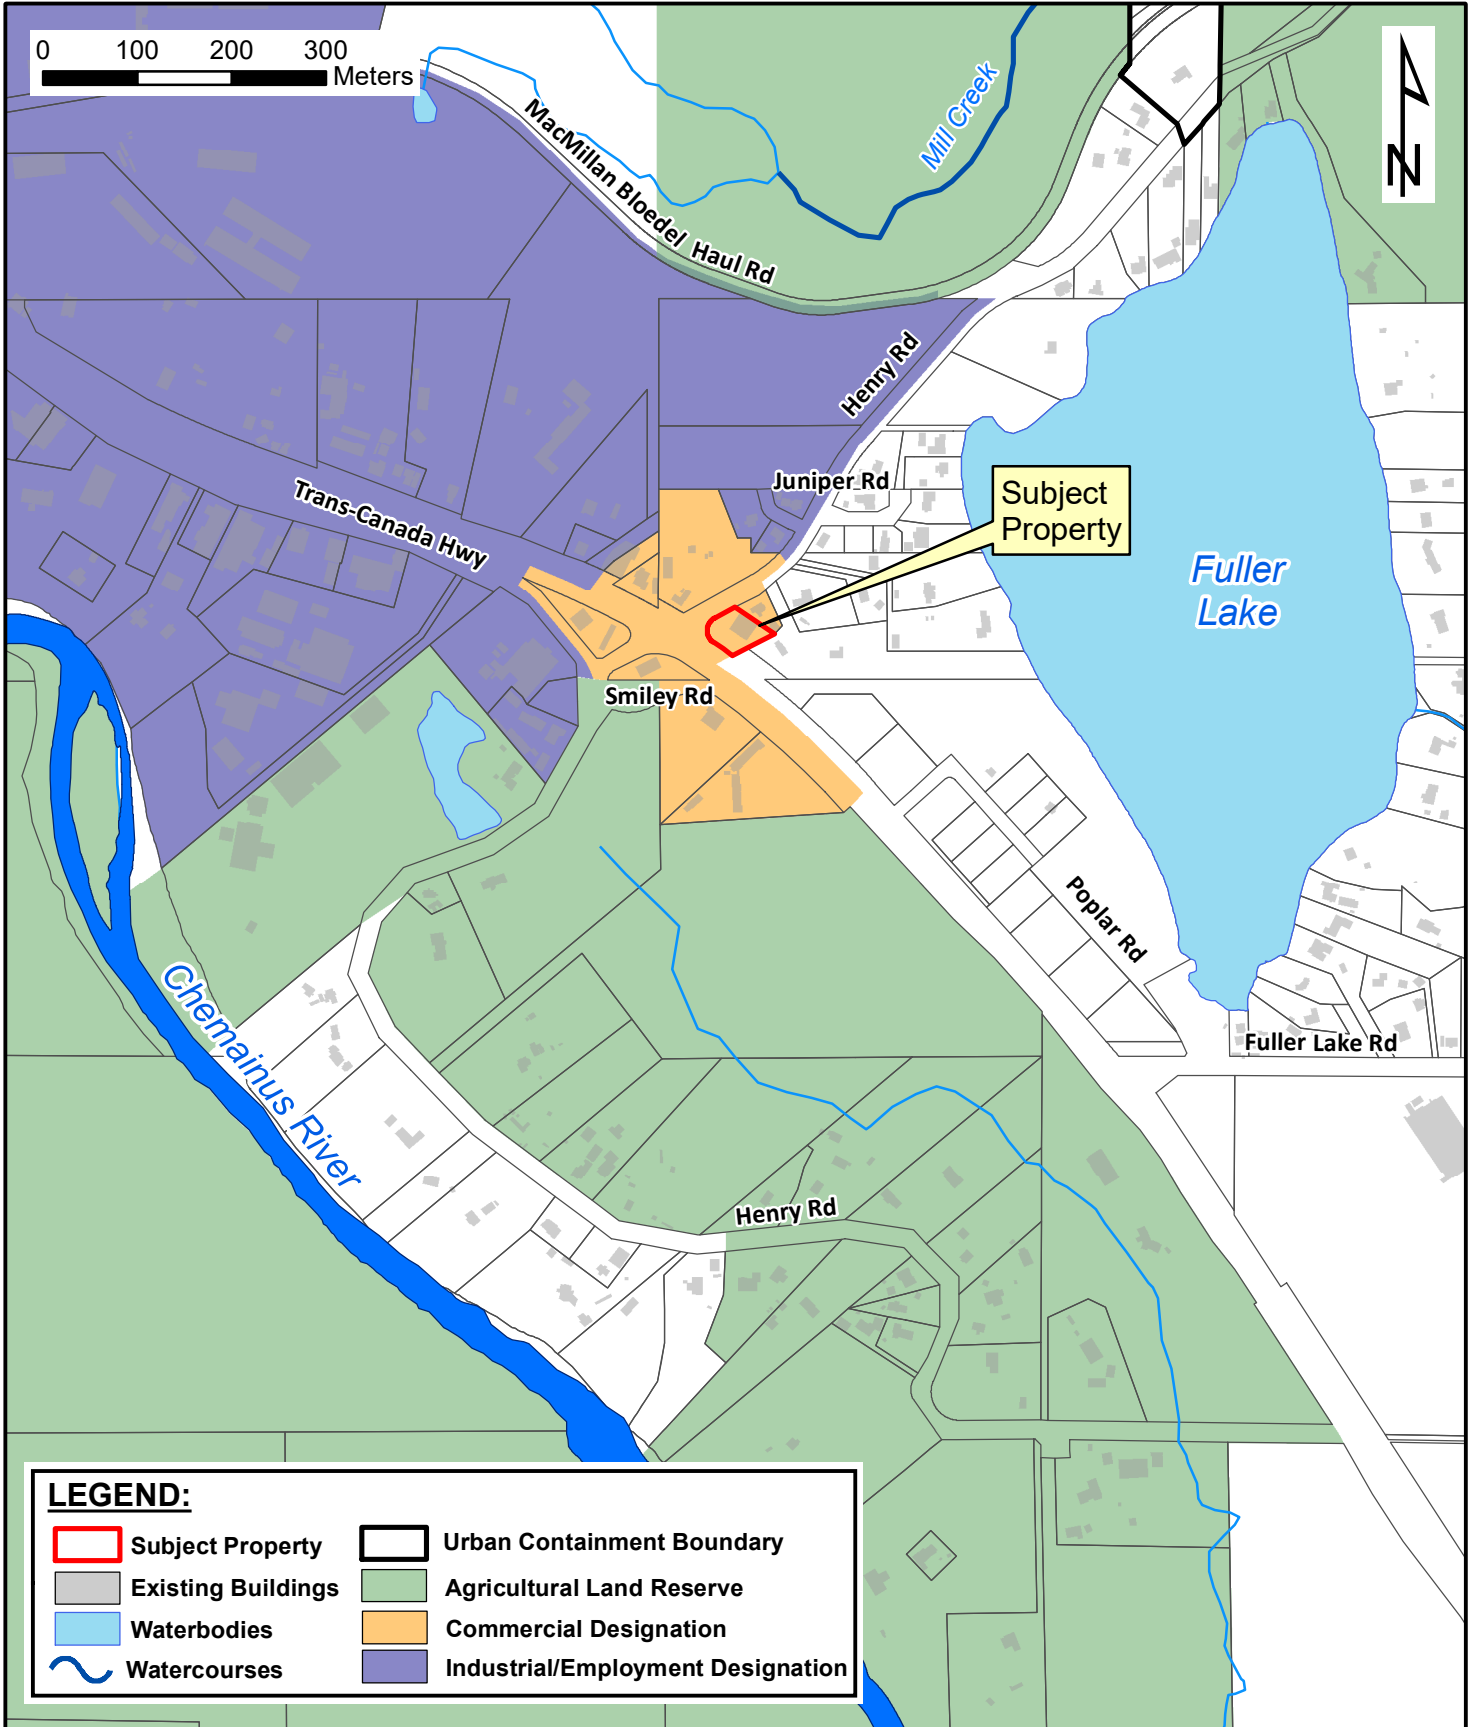 0 100 200 300
Meters
N
MacMillan Bloedel Haul Rd
Mill Creek
Henry Rd
Juniper Rd
Trans-Canada Hwy
Subject
Property
Fuller
Lake
Smiley Rd
Poplar Rd
Chemainus River
Fuller Lake Rd
Henry Rd
LEGEND:
Subject Property
Existing Buildings
Waterbodies
Watercourses
Urban Containment Boundary
Agricultural Land Reserve
Commercial Designation
Industrial/Employment Designation